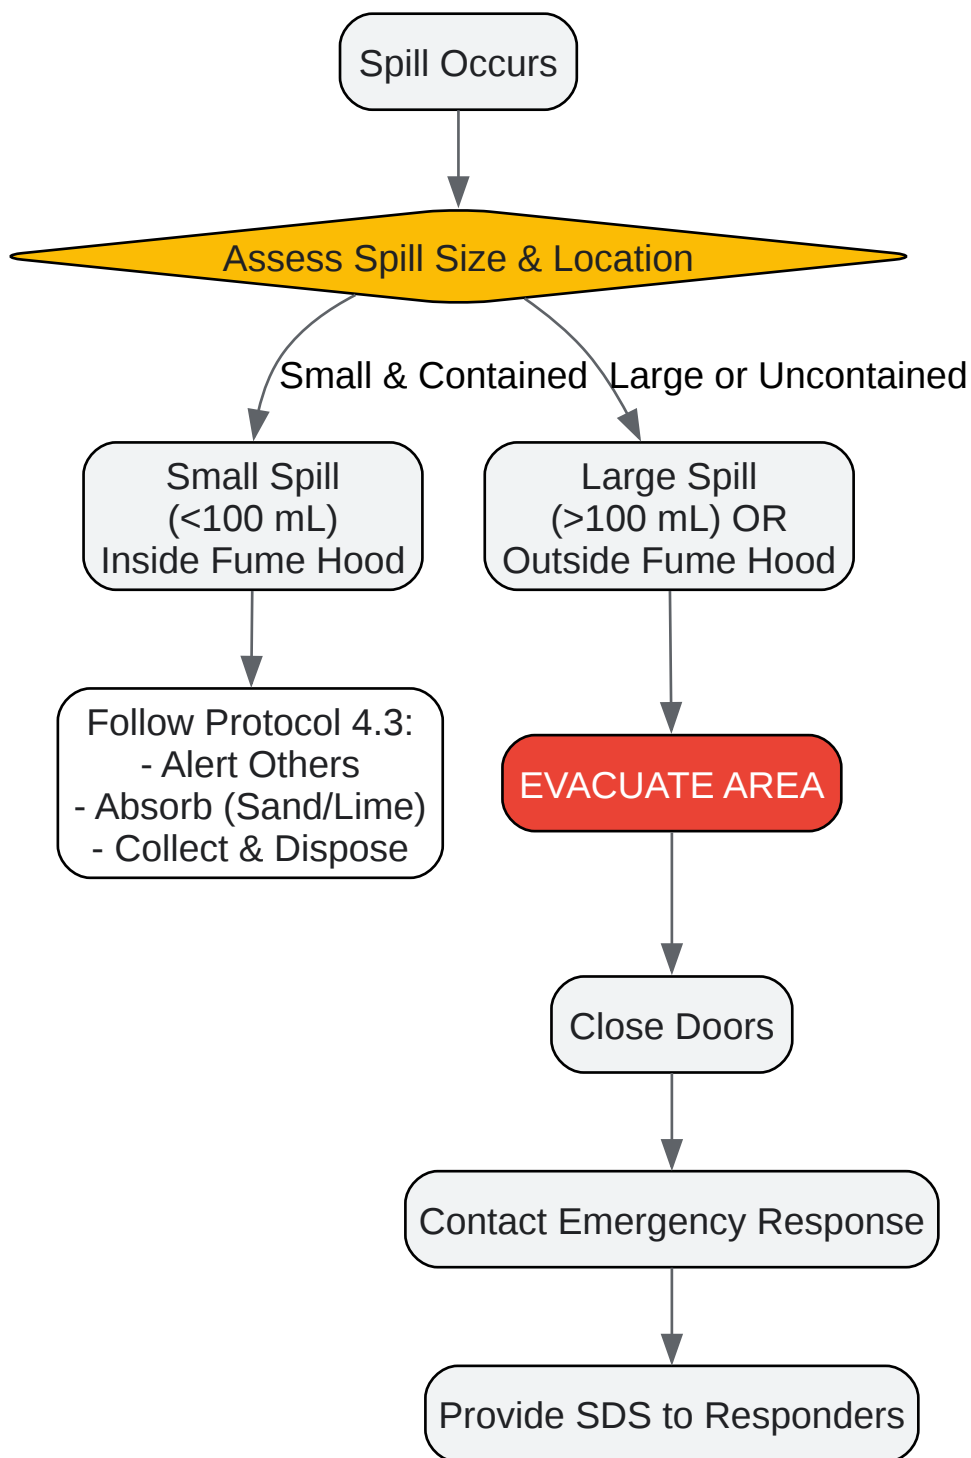 Spill Occurs
Assess Spill Size & Location
Small & Contained
Large or Uncontained
Small Spill
(<100 mL)
Inside Fume Hood
Large Spill
(>100 mL) OR
Outside Fume Hood
Follow Protocol 4.3:
- Alert Others
- Absorb (Sand/Lime)
- Collect & Dispose
EVACUATE AREA
Close Doors
Contact Emergency Response
Provide SDS to Responders